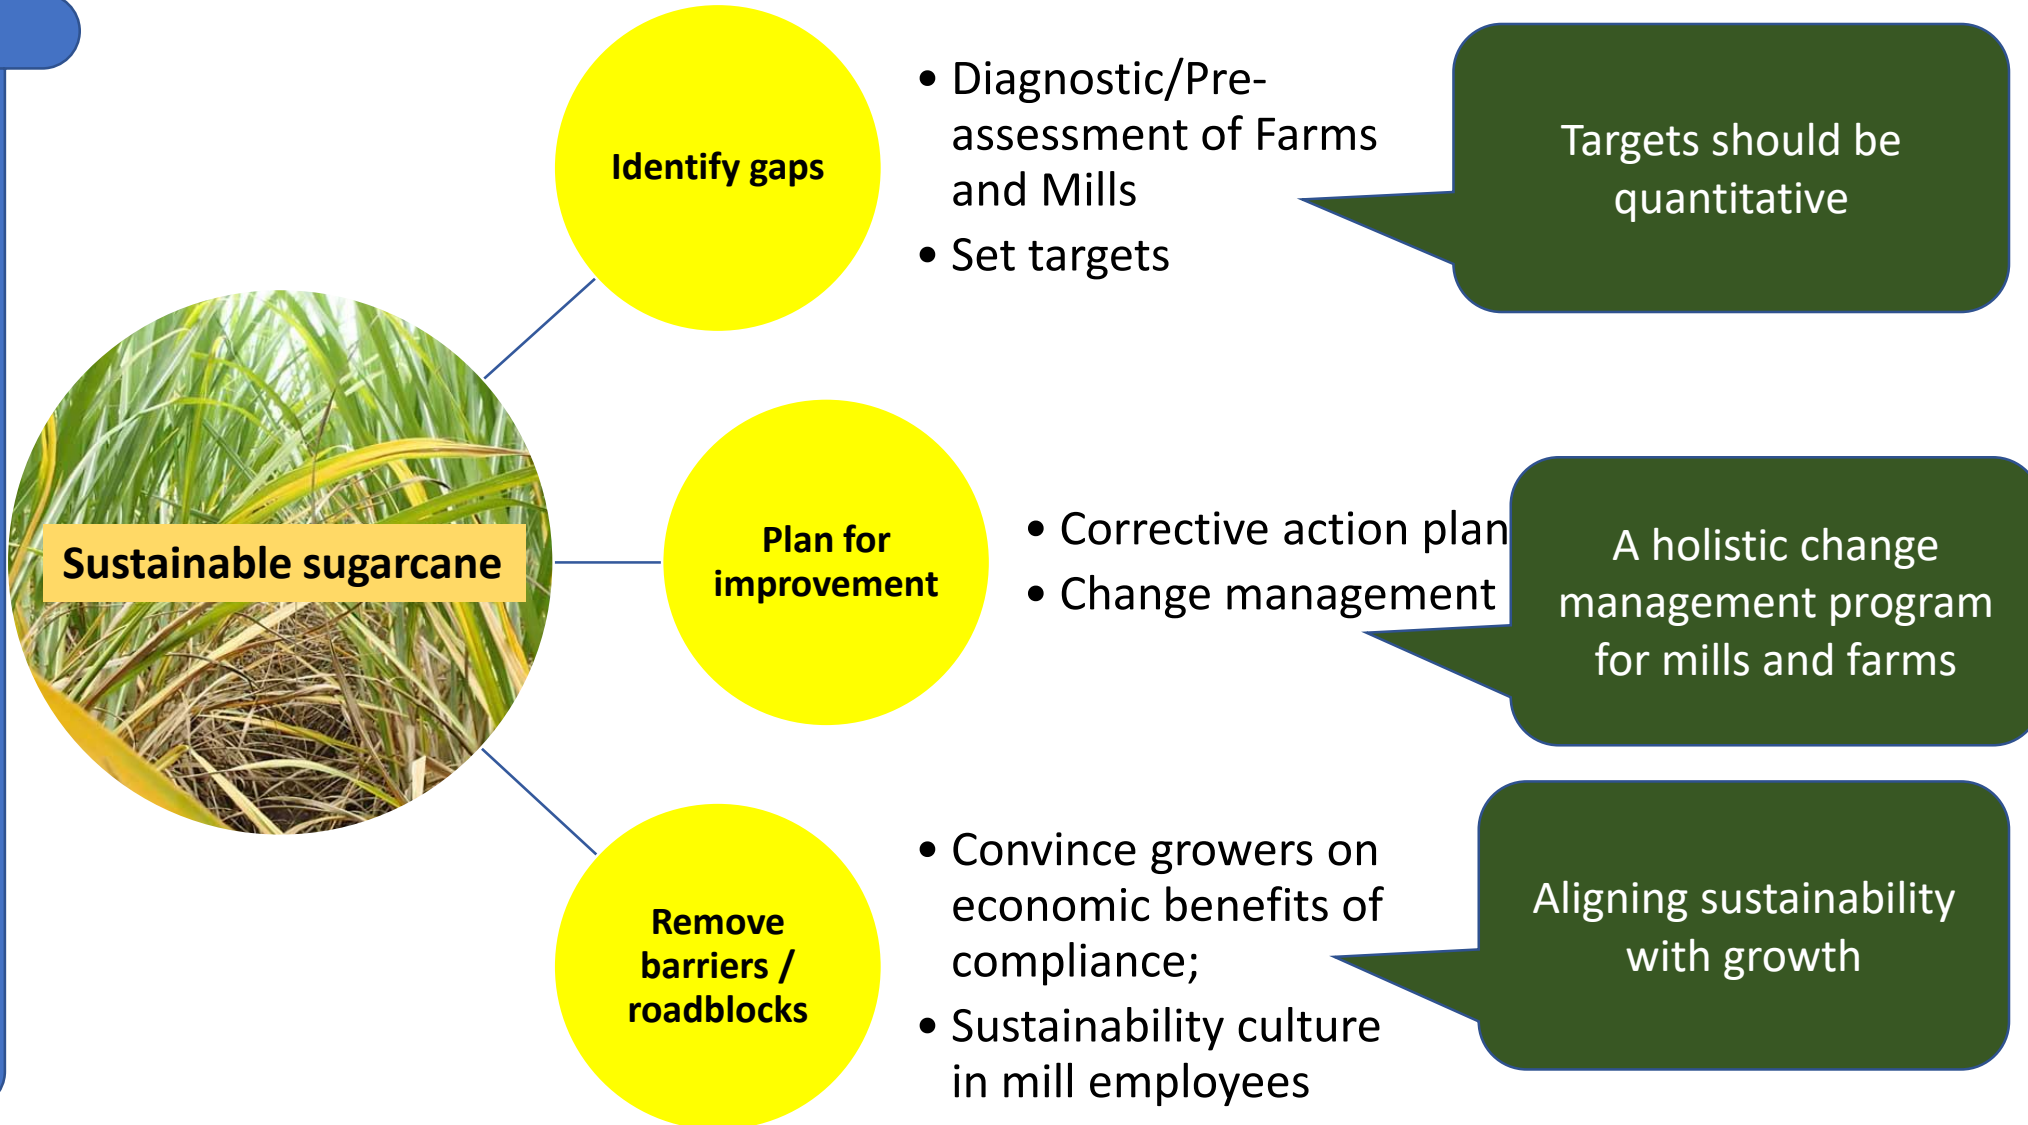 Identify gaps
• Diagnostic/Pre-
assessment of Farms
and Mills
• Set targets
Targets should be
quantitative
Sustainable sugarcane
Plan for
improvement
• Corrective action plan
• Change management
A holistic change
management program
for mills and farms
Remove
barriers /
roadblocks
• Convince growers on
economic benefits of
compliance;
• Sustainability culture
in mill employees
Aligning sustainability
with growth